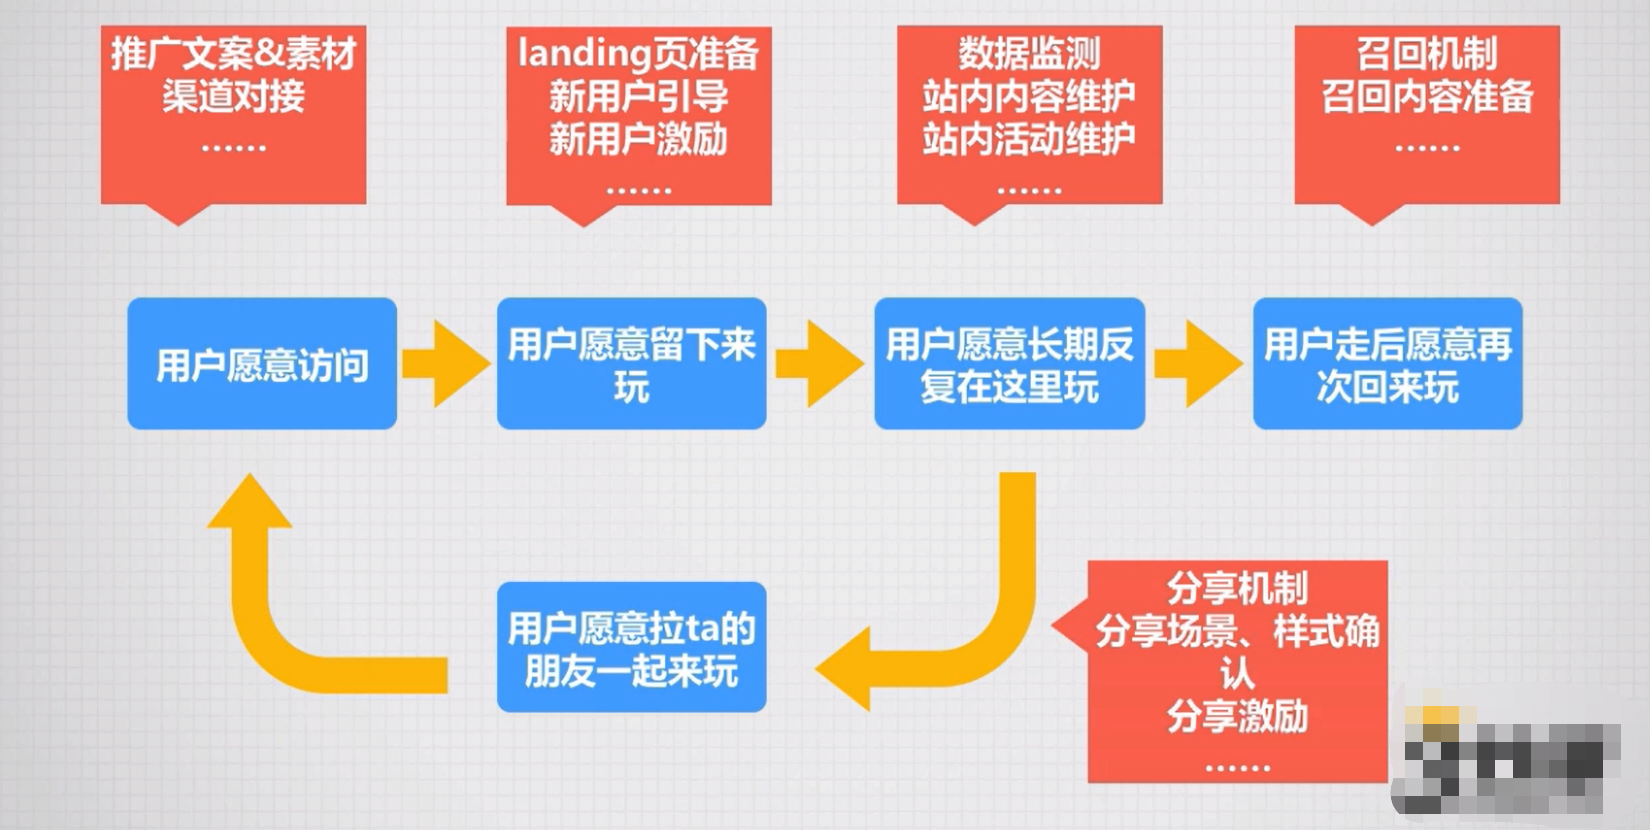 推广文案&素材
渠道对接
......
landing页准备
新用户引导
新用户激励
......
数据监测
站内内容维护
站内活动维护
......
召回机制
召回内容准备
......
用户愿意访问
用户愿意留下来
玩
用户愿意长期反
复在这里玩
用户走后愿意再
次回来玩
用户愿意拉ta的
朋友一起来玩
分享机制
分享场景、样式确
认
分享激励
......